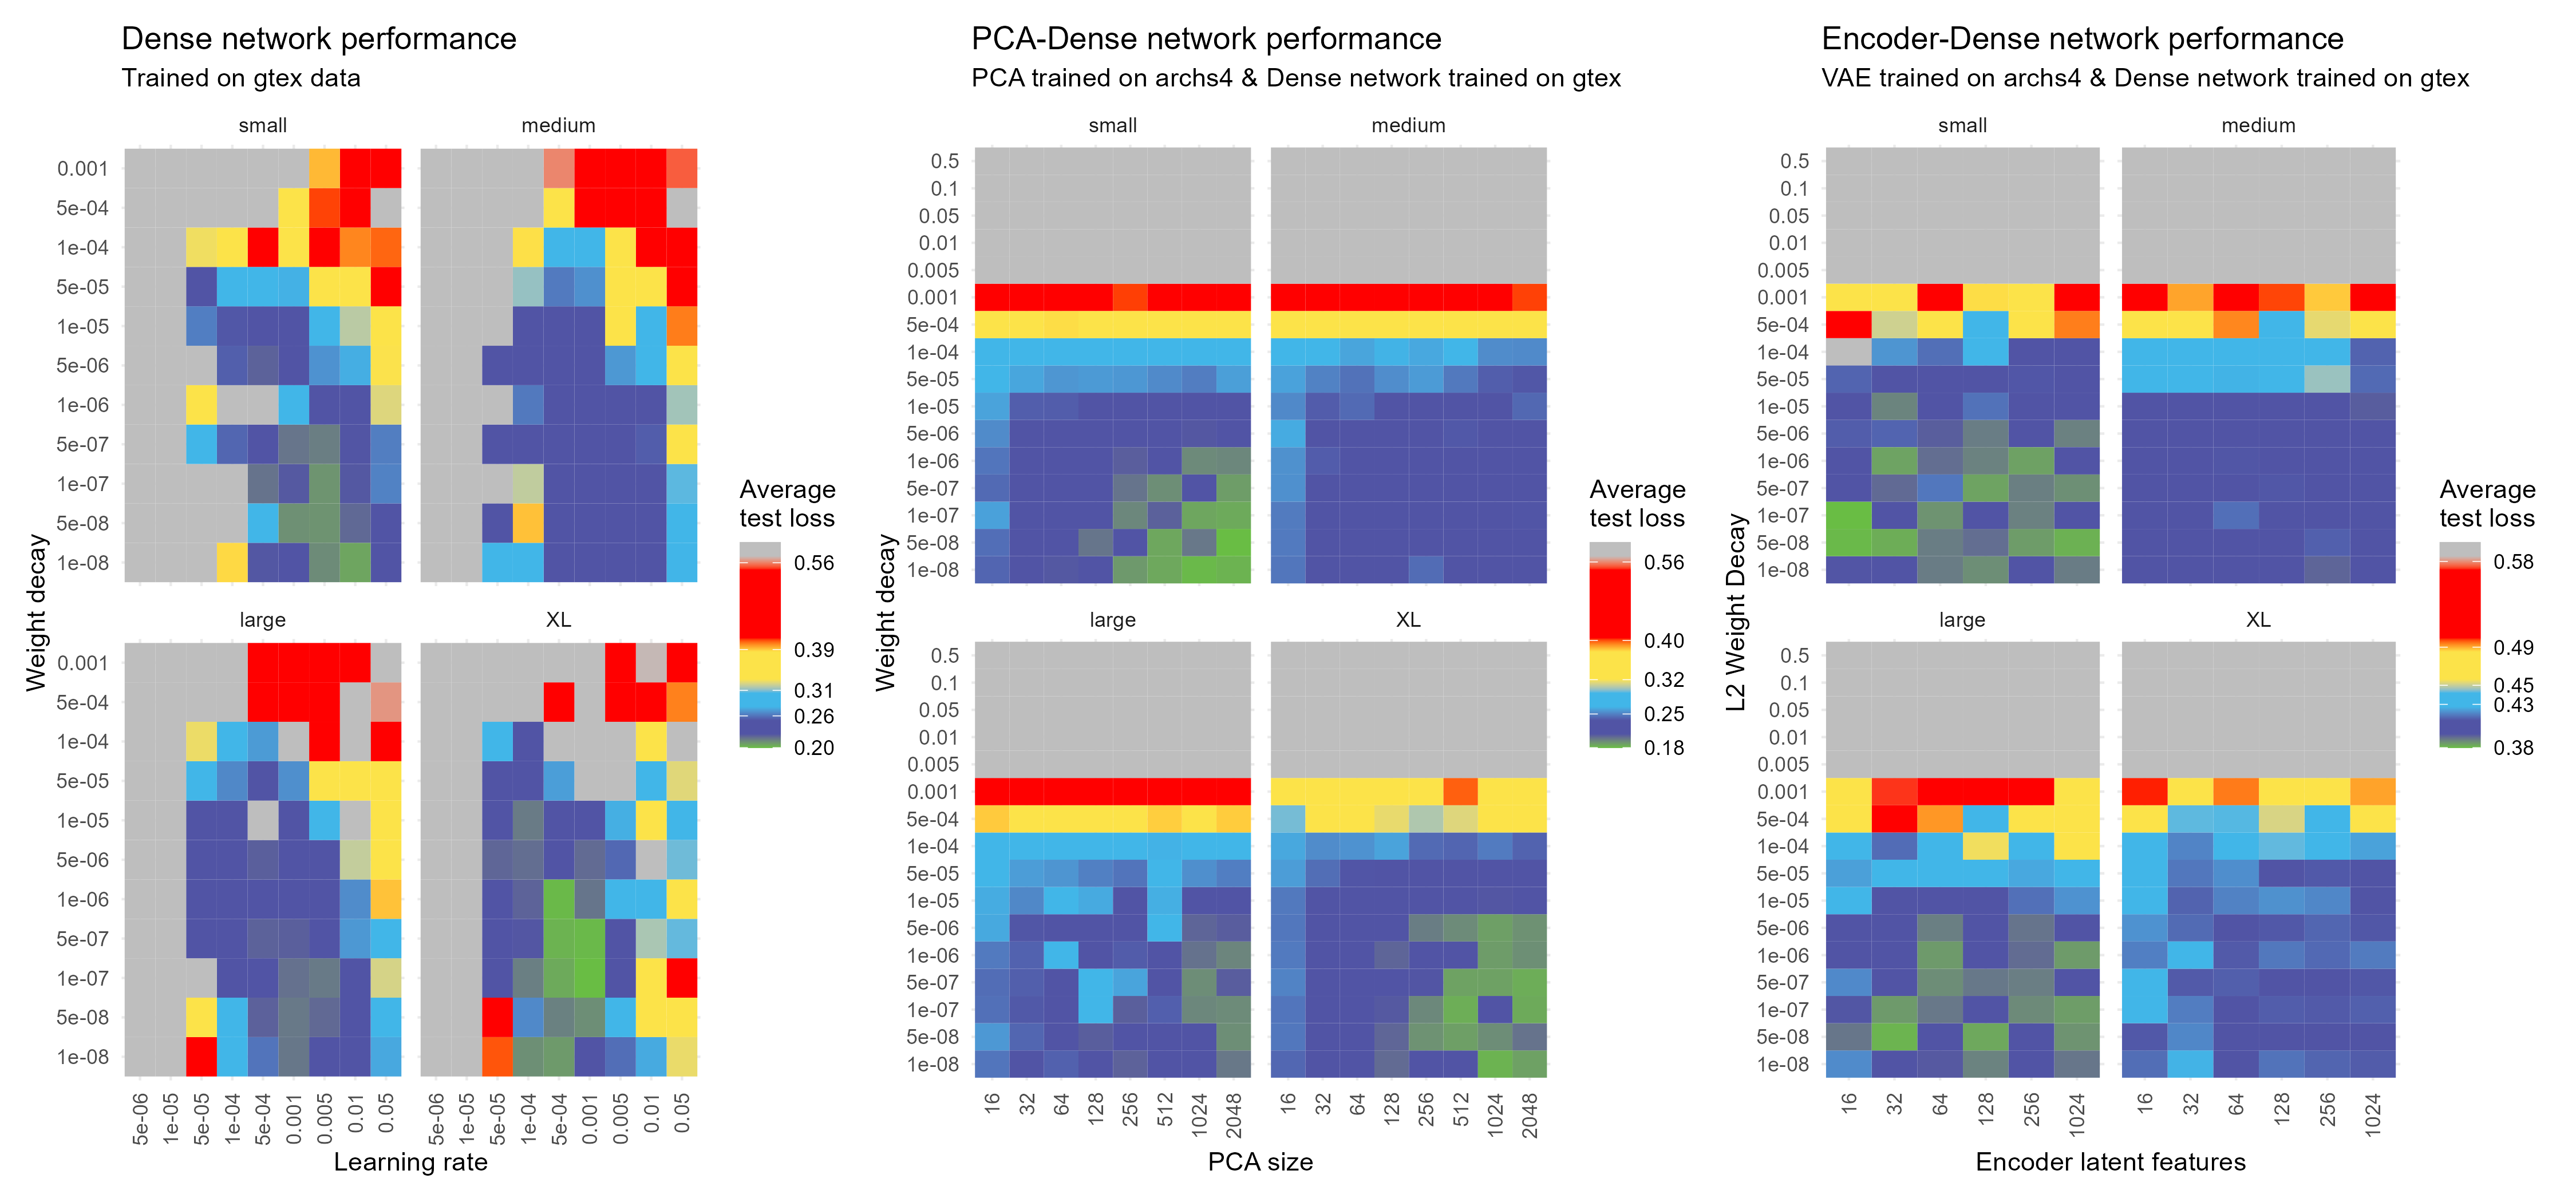 Dense network performance
Trained on gtex data
small
medium
0.001
5e-04
1e-04
5e-05
1e-05
5e-06
1e-06
5e-07
1e-07
5e-08
1e-08
large
XL
0.001
5e-04
1e-04
5e-05
1e-05
5e-06
1e-06
5e-07
1e-07
5e-08
1e-08
Weight decay
5e-06
1e-05
5e-05
1e-04
5e-04
0.001
0.005
0.01
0.05
5e-06
1e-05
5e-05
1e-04
5e-04
0.001
0.005
0.01
0.05
Learning rate
Average
test loss
0.56
0.39
0.31
0.26
0.20
PCA-Dense network performance
PCA trained on archs4 & Dense network trained on gtex
small
medium
0.5
0.1
0.05
0.01
0.005
0.001
5e-04
1e-04
5e-05
1e-05
5e-06
1e-06
5e-07
1e-07
5e-08
1e-08
large
XL
0.5
0.1
0.05
0.01
0.005
0.001
5e-04
1e-04
5e-05
1e-05
5e-06
1e-06
5e-07
1e-07
5e-08
1e-08
Weight decay
16
32
64
128
256
512
1024
2048
16
32
64
128
256
512
1024
2048
PCA size
Average
test loss
0.56
0.40
0.32
0.25
0.18
Encoder-Dense network performance
VAE trained on archs4 & Dense network trained on gtex
small
medium
0.5
0.1
0.05
0.01
0.005
0.001
5e-04
1e-04
5e-05
1e-05
5e-06
1e-06
5e-07
1e-07
5e-08
1e-08
large
XL
0.5
0.1
0.05
0.01
0.005
0.001
5e-04
1e-04
5e-05
1e-05
5e-06
1e-06
5e-07
1e-07
5e-08
1e-08
L2 Weight Decay
16
32
64
128
256
1024
16
32
64
128
256
1024
Encoder latent features
Average
test loss
0.58
0.49
0.45
0.43
0.38